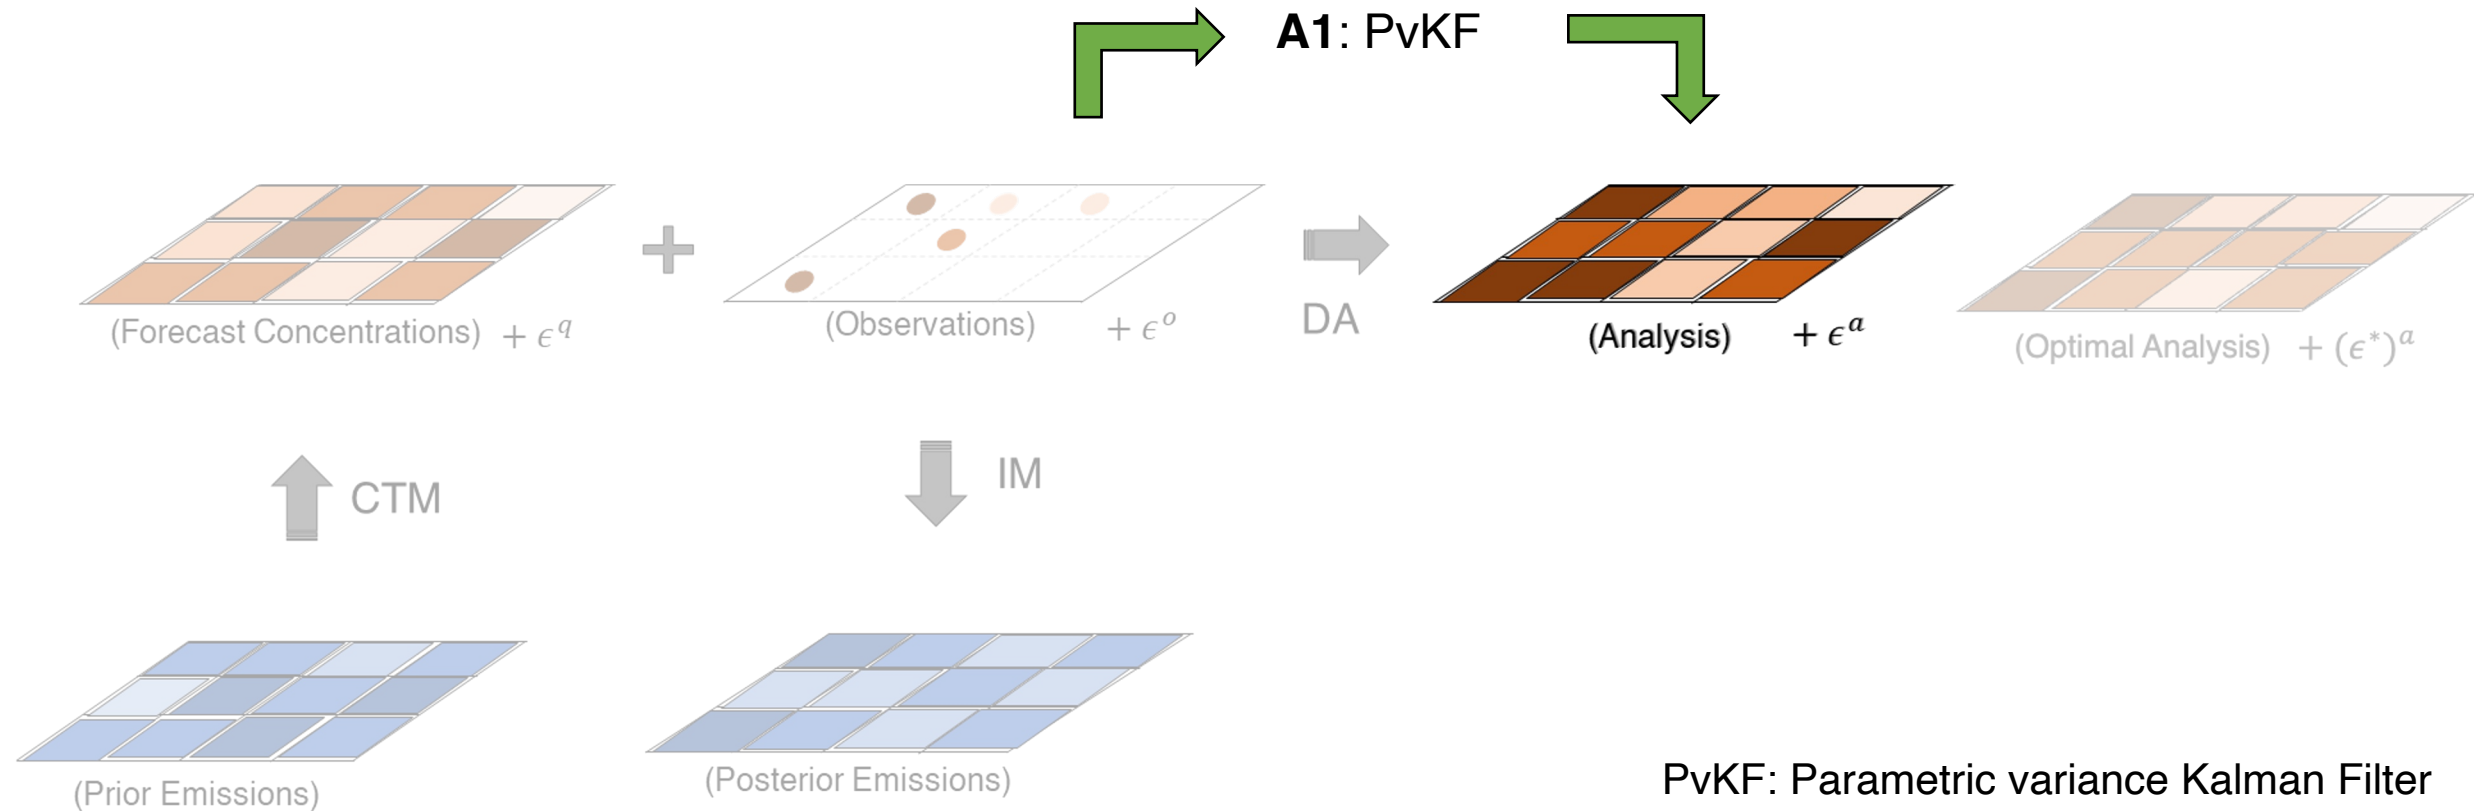 A1: PvKF
(Forecast Concentrations) + ϵ^q
(Observations) + ϵ^o
DA
(Analysis) + ϵ^a
(Optimal Analysis) + (ϵ^*)^a
CTM
IM
(Prior Emissions)
(Posterior Emissions)
PvKF: Parametric variance Kalman Filter